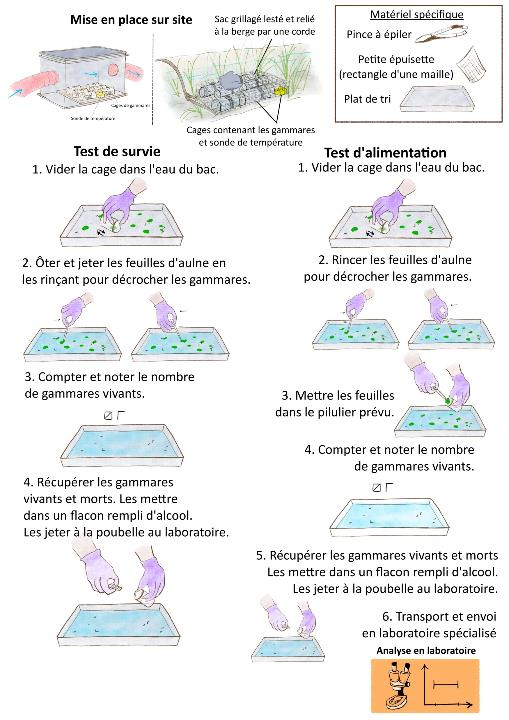 Mise en place sur site
Sac grillagé lesté et relié
à la berge par une corde
Cages de gammares
Sonde de température
Cages contenant les gammares
et sonde de température
Matériel spécifique
Pince à épiler
Petite épuisette
(rectangle d'une maille)
Plat de tri
Test de survie
1. Vider la cage dans l'eau du bac.
2. Ôter et jeter les feuilles d'aulne en
les rinçant pour décrocher les gammares.
3. Compter et noter le nombre
de gammares vivants.
4. Récupérer les gammares
vivants et morts. Les mettre
dans un flacon rempli d'alcool.
Les jeter à la poubelle au laboratoire.
Test d'alimentation
1. Vider la cage dans l'eau du bac.
2. Rincer les feuilles d'aulne
pour décrocher les gammares.
3. Mettre les feuilles
dans le pilulier prévu.
4. Compter et noter le nombre
de gammares vivants.
5. Récupérer les gammares vivants et morts
Les mettre dans un flacon rempli d'alcool.
Les jeter à la poubelle au laboratoire.
6. Transport et envoi
en laboratoire spécialisé
Analyse en laboratoire